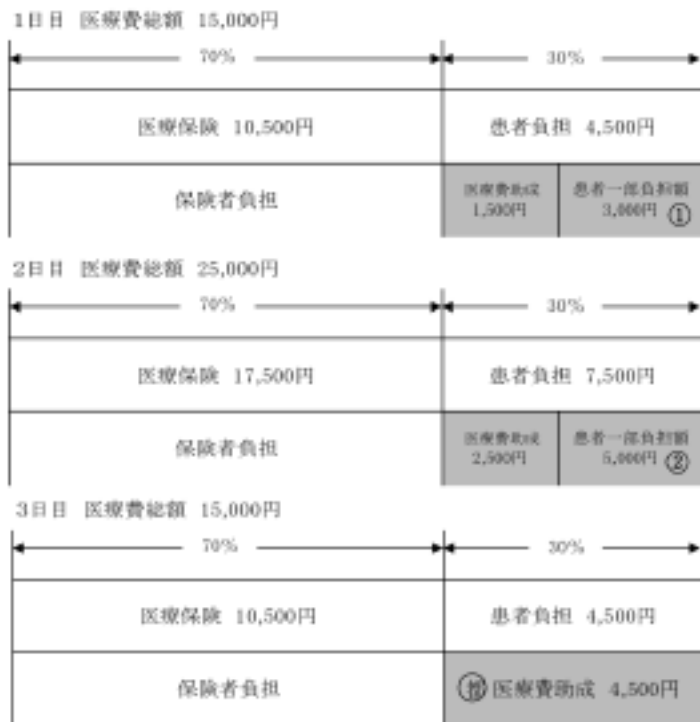 1日目 医療費総額 15,000円
70% 30%
医療保険 10,500円 患者負担 4,500円
保険者負担 医療費助成 患者一部負担額
1,500円 3,000円 ①
2日目 医療費総額 25,000円
70% 30%
医療保険 17,500円 患者負担 7,500円
保険者負担 医療費助成 患者一部負担額
2,500円 5,000円 ②
3日目 医療費総額 15,000円
70% 30%
医療保険 10,500円 患者負担 4,500円
保険者負担 医療費助成 4,500円